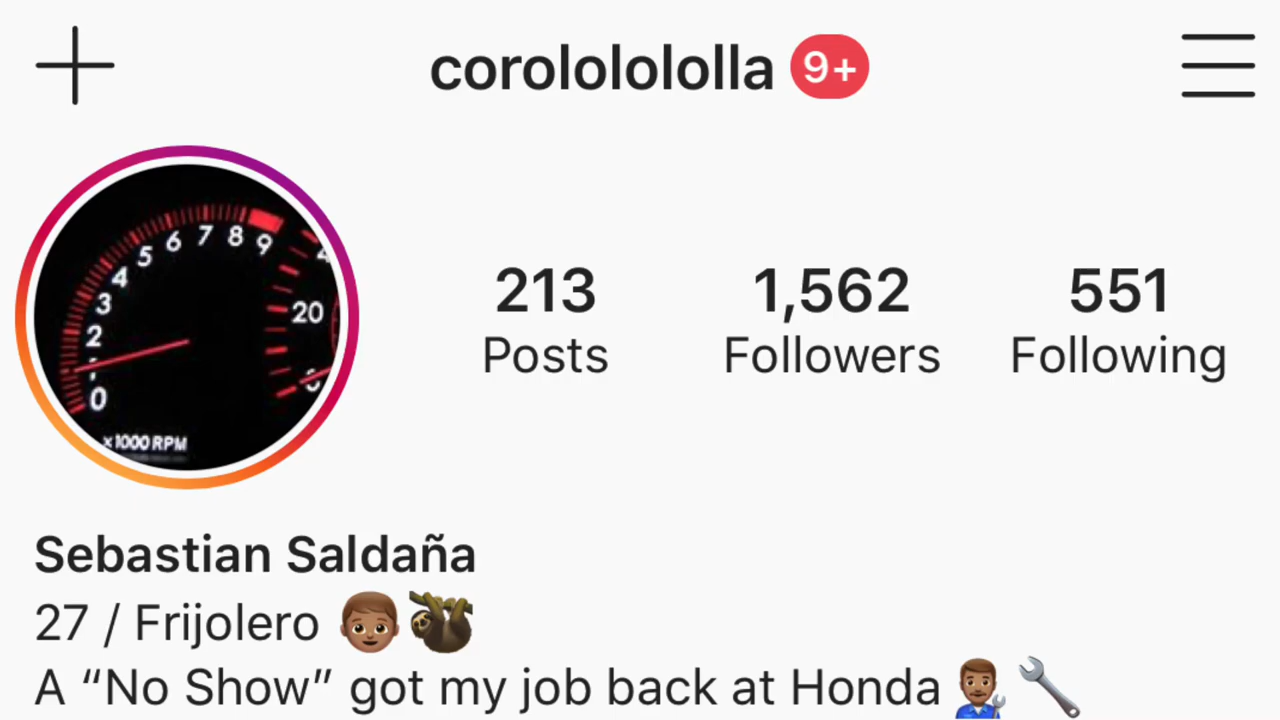 corolololololla 9+
213 1,562 551
Posts Followers Following
9
8
7
6
5
4
3
2
0
20
x1000 RPM
Sebastian Saldaña
27 / Frijolero 👦🏽🦥
A “No Show” got my job back at Honda 👨🏽‍🔧🔧